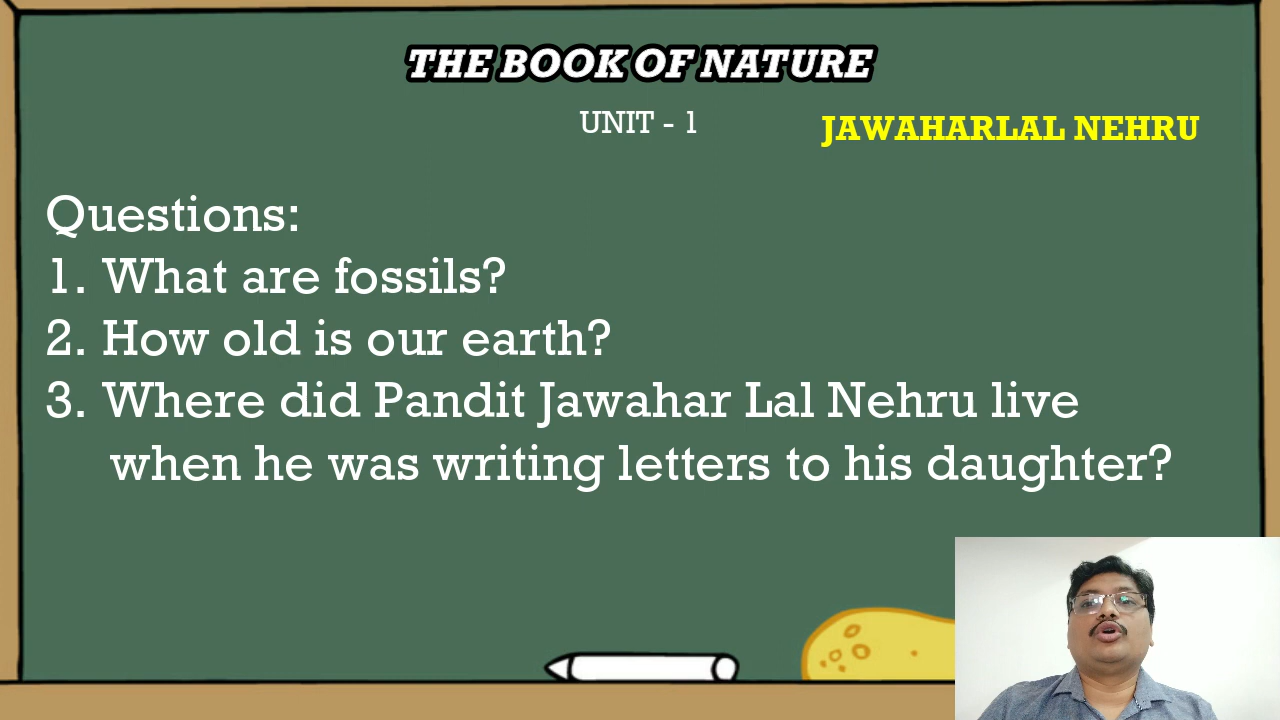 THE BOOK OF NATURE
UNIT - 1
JAWAHARLAL NEHRU
Questions:
1. What are fossils?
2. How old is our earth?
3. Where did Pandit Jawahar Lal Nehru live
when he was writing letters to his daughter?